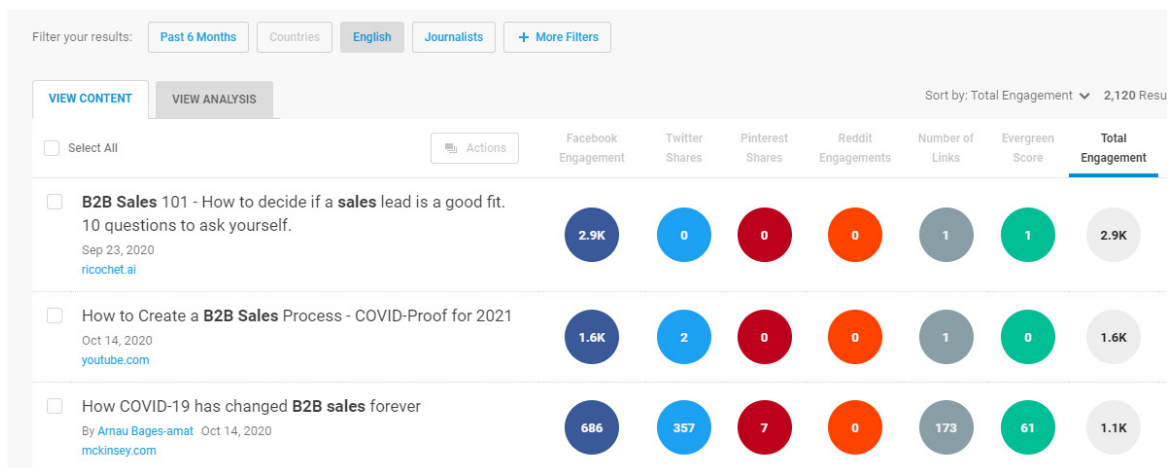 Filter your results: Past 6 Months Countries English Journalists + More Filters
VIEW CONTENT VIEW ANALYSIS Sort by: Total Engagement 2,120 Resu
Select All Actions Facebook Engagement Twitter Shares Pinterest Shares Reddit Engagements Number of Links Evergreen Score Total Engagement
B2B Sales 101 - How to decide if a sales lead is a good fit.
10 questions to ask yourself.
2.9K 0 0 0 1 1 2.9K
Sep 23, 2020
ricochet.ai
How to Create a B2B Sales Process - COVID-Proof for 2021
1.6K 2 0 0 1 0 1.6K
Oct 14, 2020
youtube.com
How COVID-19 has changed B2B sales forever
686 357 7 0 173 61 1.1K
By Arnau Bages-amat Oct 14, 2020
mckinsey.com